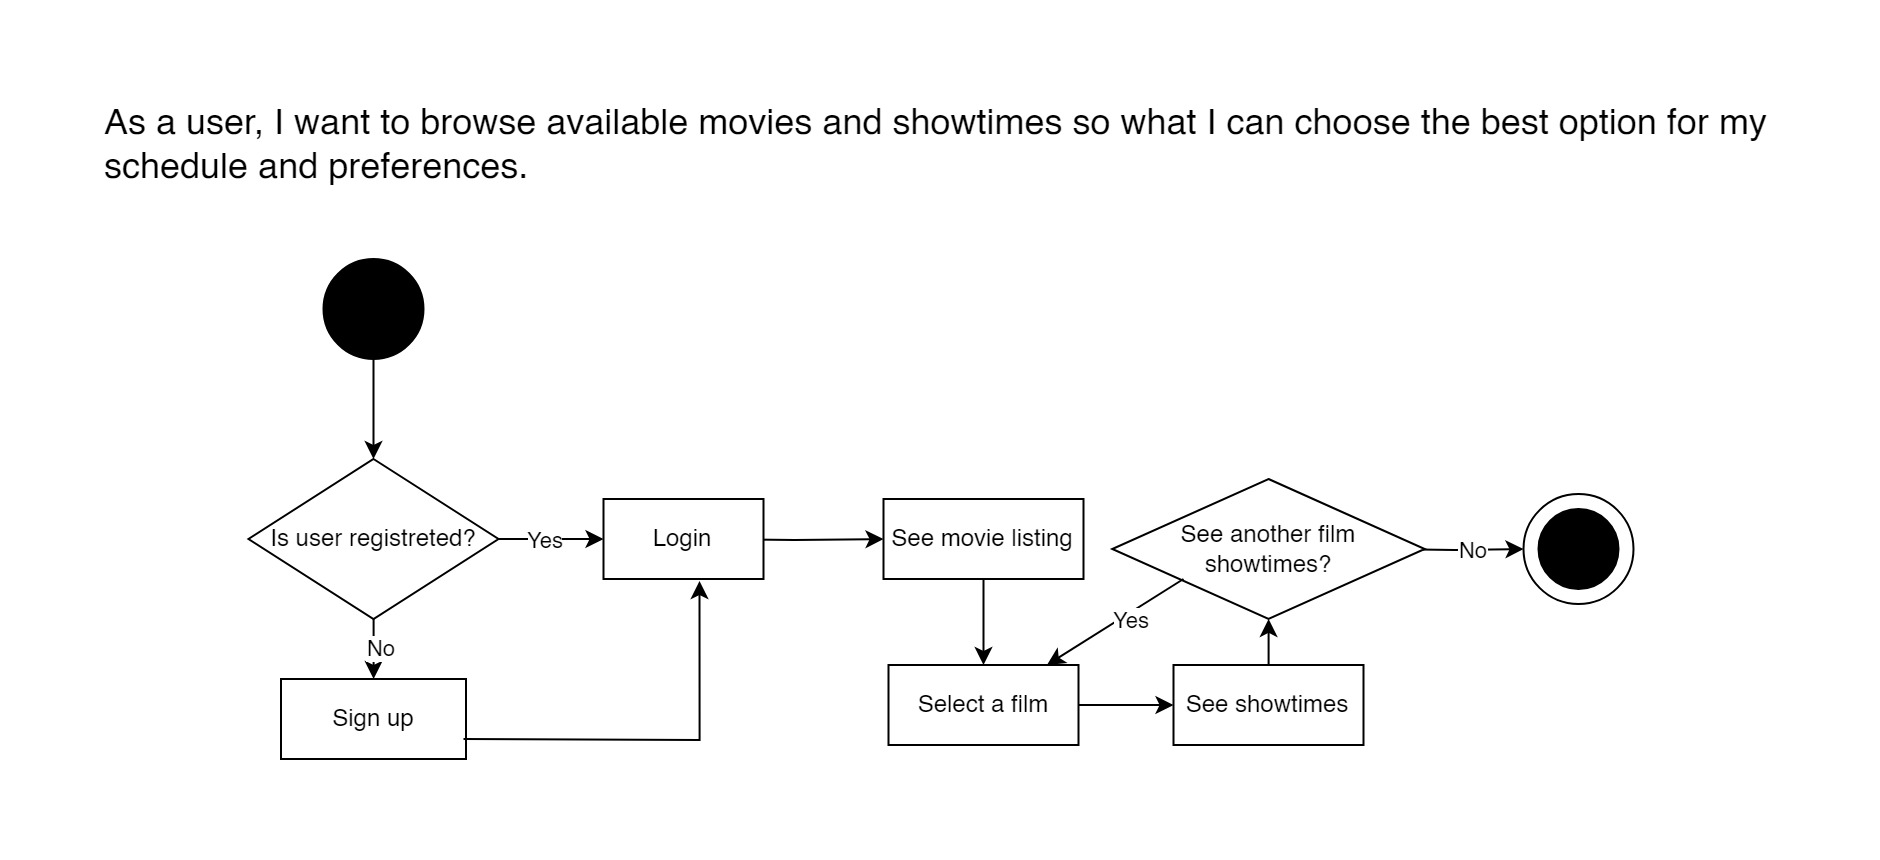 As a user, I want to browse available movies and showtimes so what I can choose the best option for my
schedule and preferences.
Is user registreted?
Yes
Login
See movie listing
See another film
showtimes?
No
Yes
No
Sign up
Select a film
See showtimes